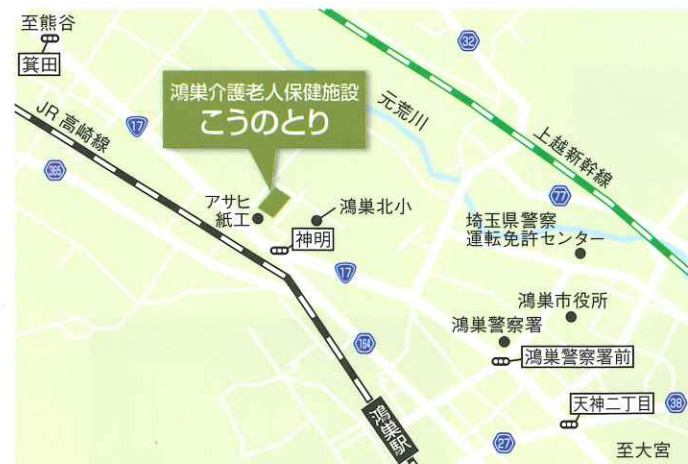 至熊谷
箕田
32
鴻巣介護老人保健施設
こうのとり
元荒川
JR高崎線
17
上越新幹線
365
アサヒ
紙工
鴻巣北小
77
神明
埼玉県警察
運転免許センター
17
鴻巣市役所
鴻巣警察署
164
鴻巣警察署前
鴻巣駅
天神二丁目
38
27
至大宮